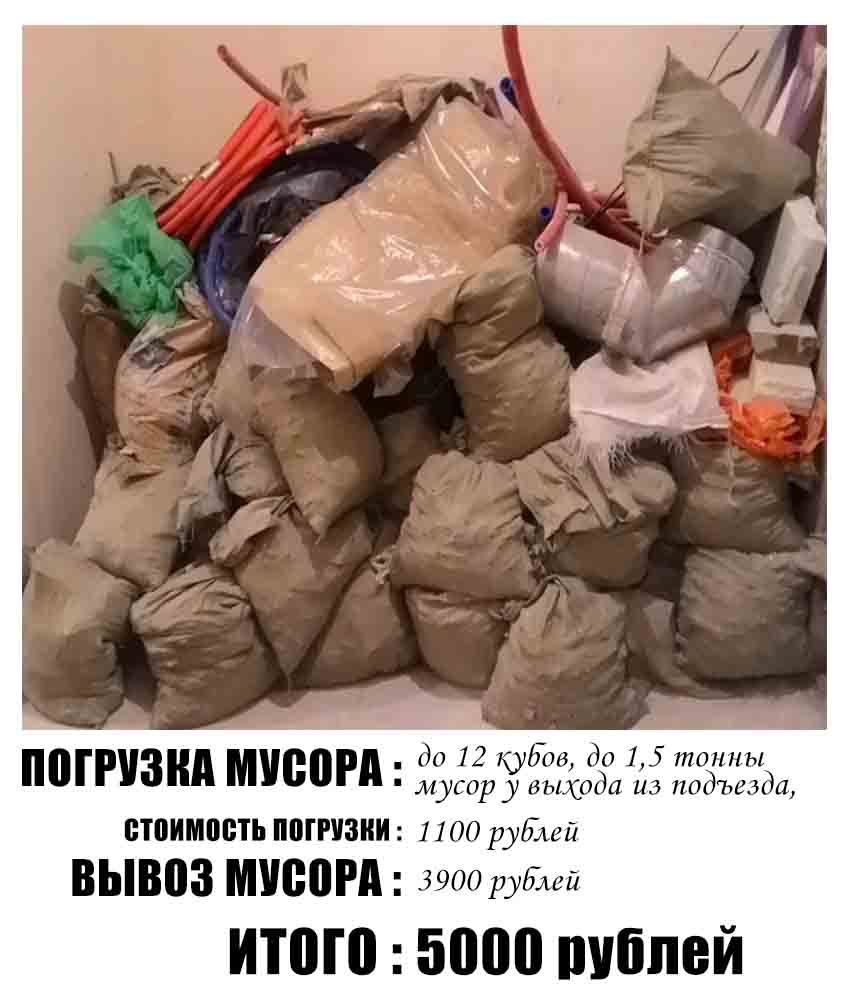 ПОГРУЗКА МУСОРА : до 12 кубов, до 1,5 тонны
мусор у выхода из подъезда,
СТОИМОСТЬ ПОГРУЗКИ : 1100 рублей
ВЫВОЗ МУСОРА : 3900 рублей
ИТОГО : 5000 рублей